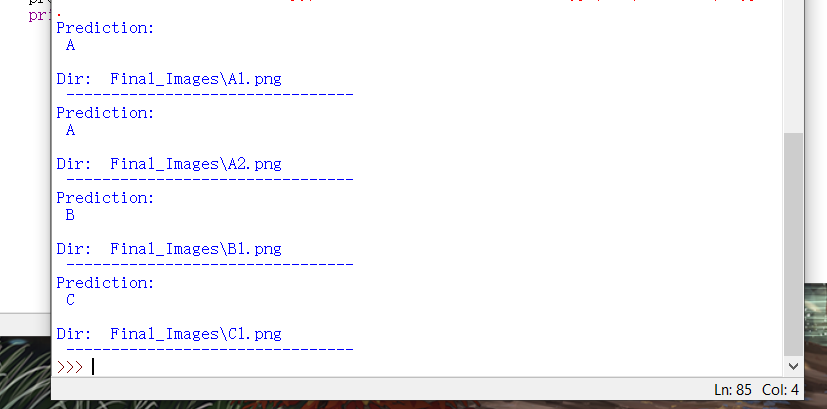 pri
.
Prediction:
A
Dir:  Final_Images\A1.png
--------------------------------
Prediction:
A
Dir:  Final_Images\A2.png
--------------------------------
Prediction:
B
Dir:  Final_Images\B1.png
--------------------------------
Prediction:
C
Dir:  Final_Images\C1.png
--------------------------------
>>>
Ln: 85  Col: 4